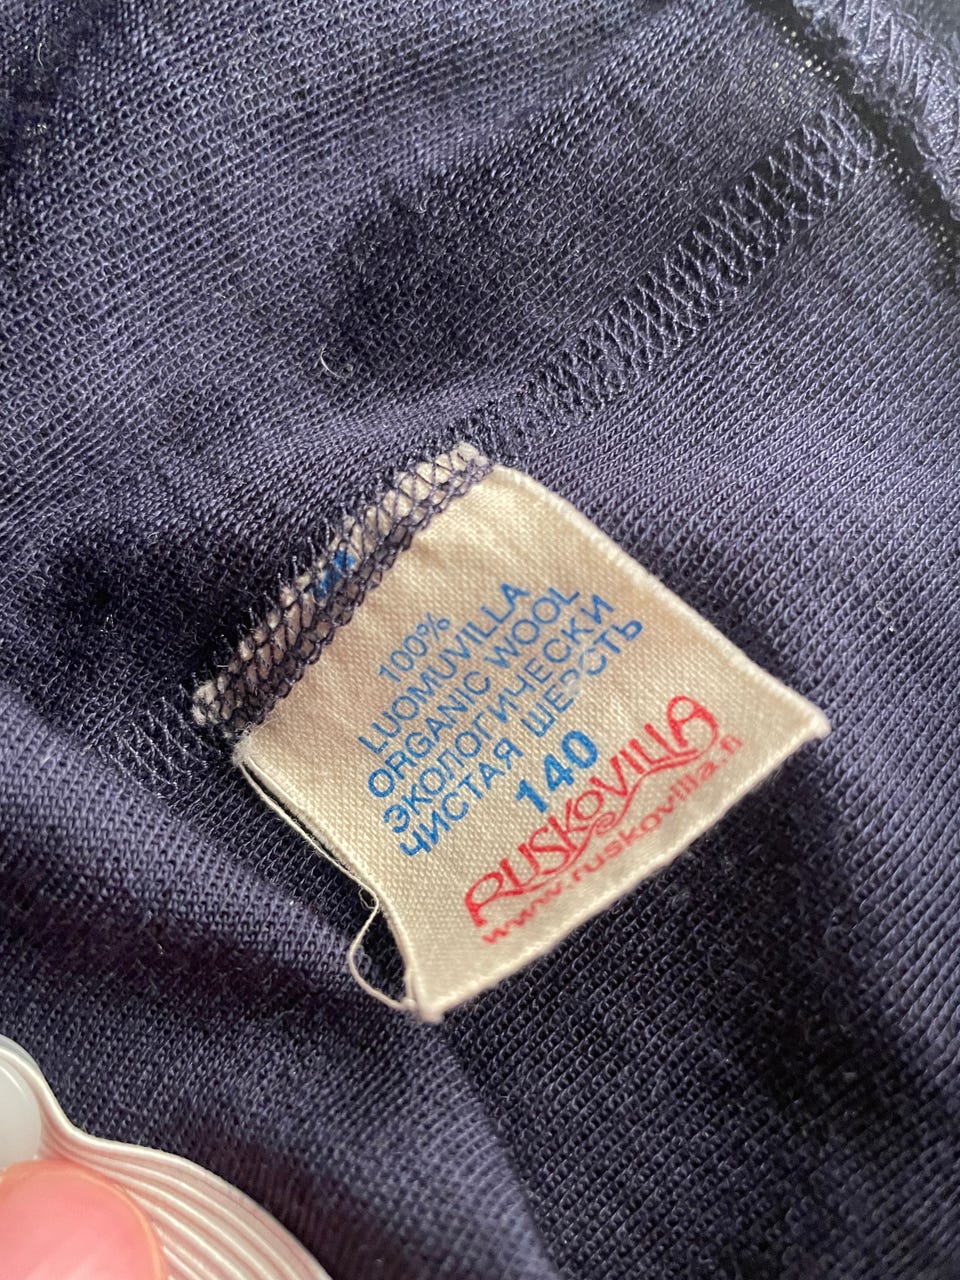 100%
LUOMUVILLA
ORGANIC WOOL
ЭКОЛОГИЧЕСКИ
ЧИСТАЯ ШЕРСТЬ
140
RUSKOVILLA
www.ruskovilla.fi